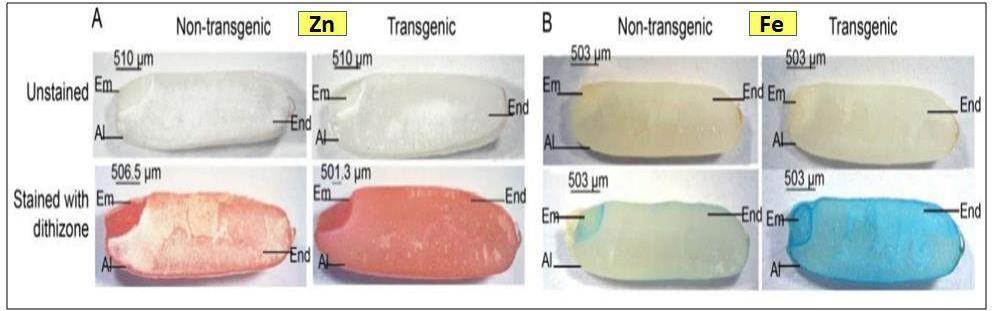 A
Non-transgenic
Zn
Transgenic
B
Non-transgenic
Fe
Transgenic
Unstained
510 µm
Em
Al
End
510 µm
Em
Al
End
503 µm
Em
Al
End
503 µm
Em
Al
End
Stained with
dithizone
506.5 µm
Em
Al
End
501.3 µm
Em
Al
End
503 µm
Em
Al
End
503 µm
Em
Al
End